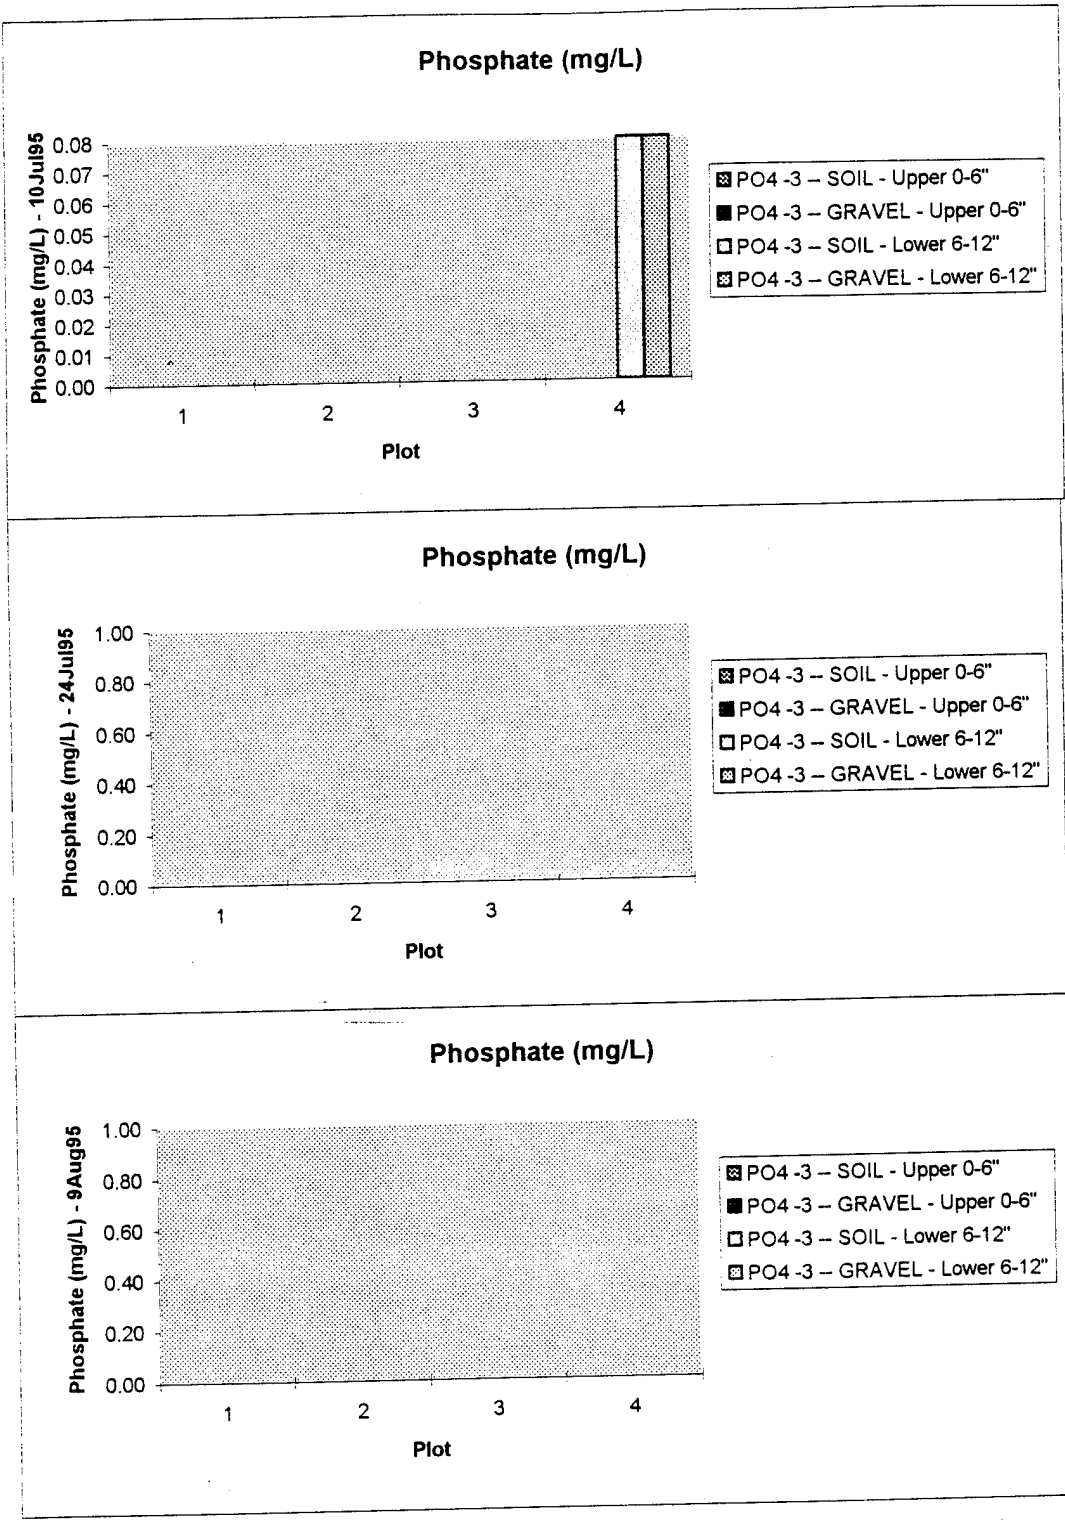 Phosphate (mg/L)
Phosphate (mg/L) - 10Jul95
0.08
0.07
0.06
0.05
0.04
0.03
0.02
0.01
0.00
1 2 3 4
Plot
PO4 -3 -- SOIL - Upper 0-6"
PO4 -3 -- GRAVEL - Upper 0-6"
PO4 -3 -- SOIL - Lower 6-12"
PO4 -3 -- GRAVEL - Lower 6-12"
Phosphate (mg/L)
Phosphate (mg/L) - 24Jul95
1.00
0.80
0.60
0.40
0.20
0.00
1 2 3 4
Plot
PO4 -3 -- SOIL - Upper 0-6"
PO4 -3 -- GRAVEL - Upper 0-6"
PO4 -3 -- SOIL - Lower 6-12"
PO4 -3 -- GRAVEL - Lower 6-12"
Phosphate (mg/L)
Phosphate (mg/L) - 9Aug95
1.00
0.80
0.60
0.40
0.20
0.00
1 2 3 4
Plot
PO4 -3 -- SOIL - Upper 0-6"
PO4 -3 -- GRAVEL - Upper 0-6"
PO4 -3 -- SOIL - Lower 6-12"
PO4 -3 -- GRAVEL - Lower 6-12"